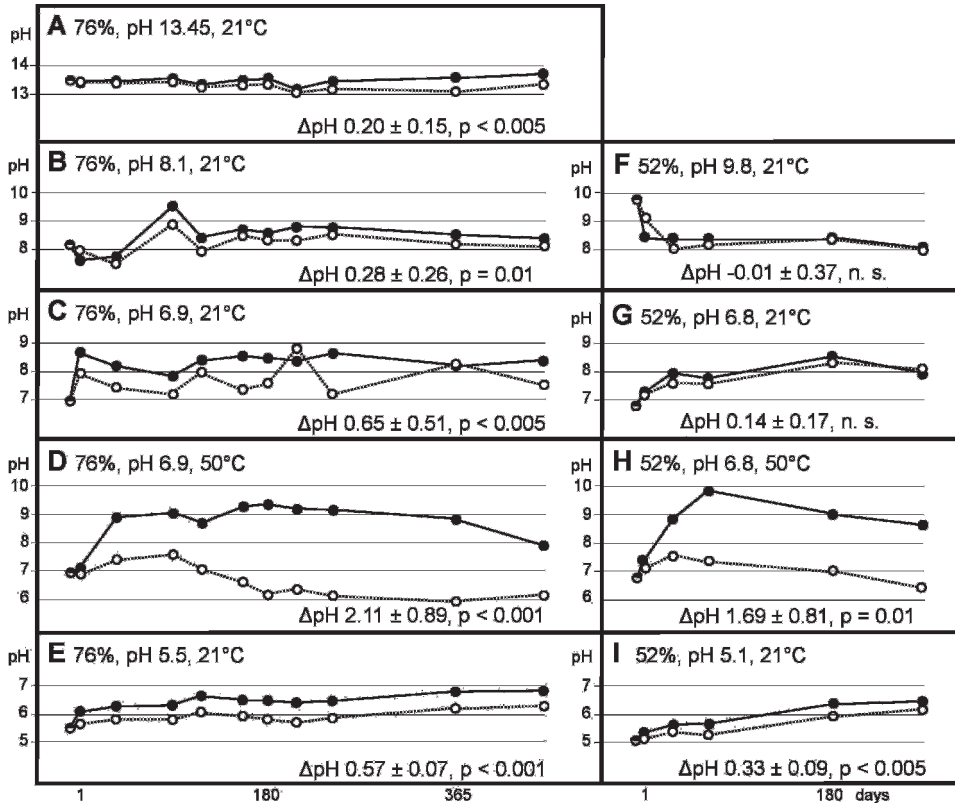 A 76%, pH 13.45, 21°C
pH
14
13
ΔpH 0.20 ± 0.15, p < 0.005
B 76%, pH 8.1, 21°C
pH
10
9
8
ΔpH 0.28 ± 0.26, p = 0.01
C 76%, pH 6.9, 21°C
pH
9
8
7
ΔpH 0.65 ± 0.51, p < 0.005
D 76%, pH 6.9, 50°C
pH
10
9
8
7
6
ΔpH 2.11 ± 0.89, p < 0.001
E 76%, pH 5.5, 21°C
pH
7
6
5
ΔpH 0.57 ± 0.07, p < 0.001
1 180 365
F 52%, pH 9.8, 21°C
pH
10
9
8
ΔpH -0.01 ± 0.37, n. s.
G 52%, pH 6.8, 21°C
pH
9
8
7
ΔpH 0.14 ± 0.17, n. s.
H 52%, pH 6.8, 50°C
pH
10
9
8
7
6
ΔpH 1.69 ± 0.81, p = 0.01
I 52%, pH 5.1, 21°C
pH
7
6
5
ΔpH 0.33 ± 0.09, p < 0.005
1 180 days